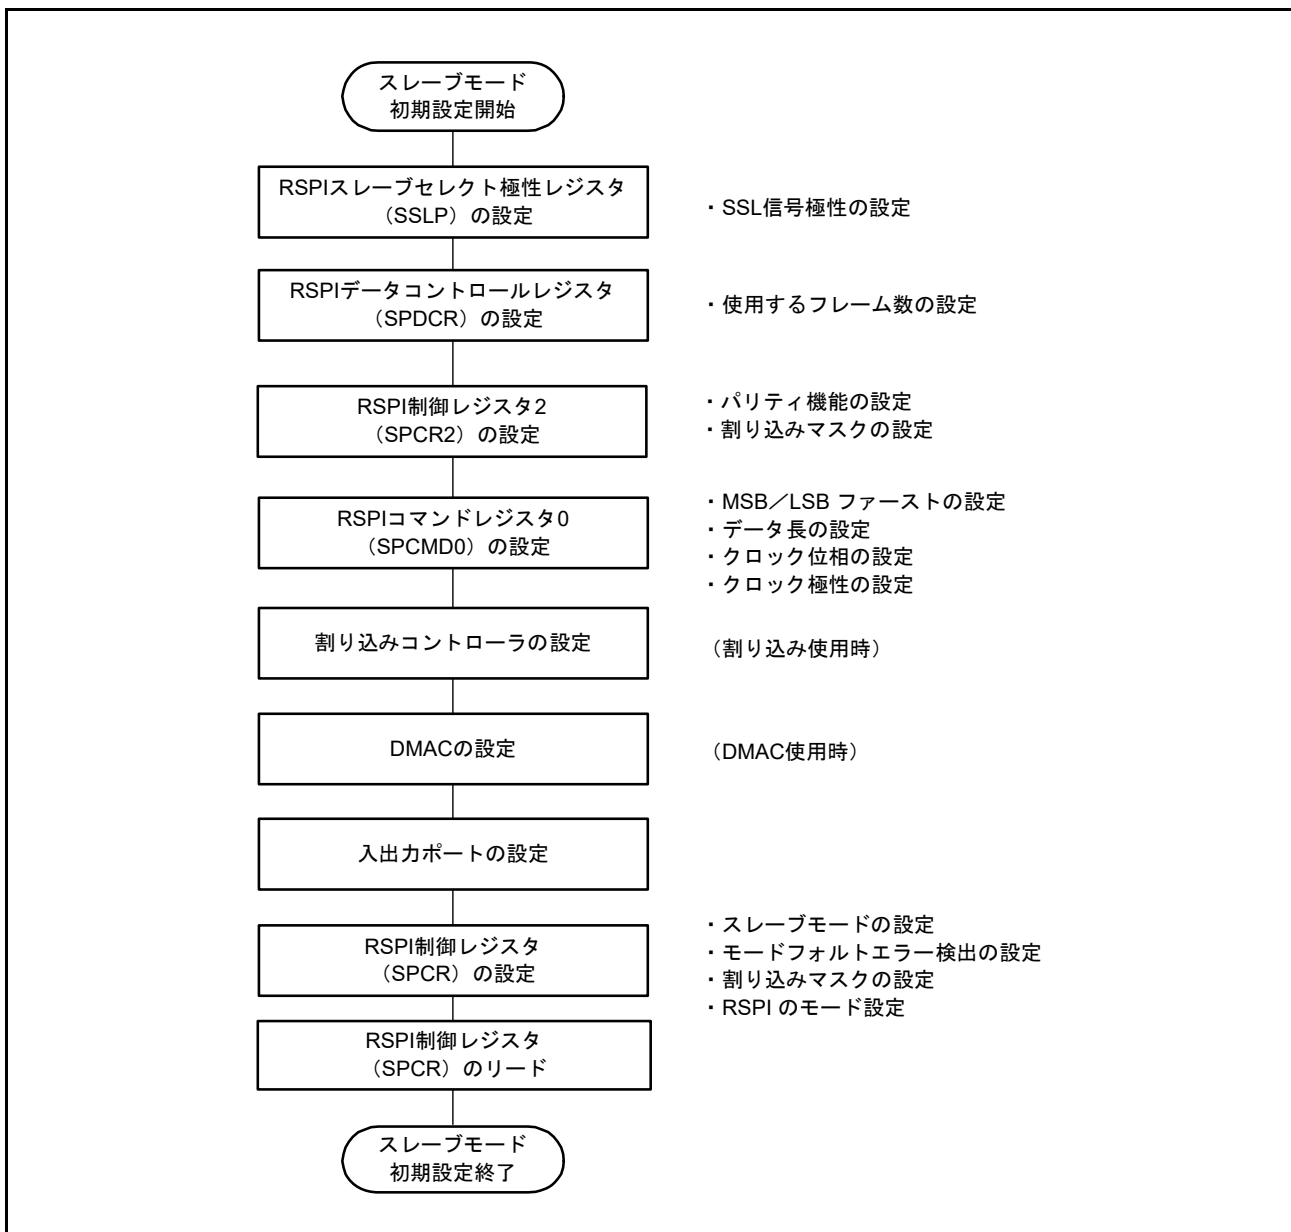 スレーブモード
初期設定開始
RSPIスレーブセレクト極性レジスタ
（SSLP）の設定
・SSL信号極性の設定
RSPIデータコントロールレジスタ
（SPDCR）の設定
・使用するフレーム数の設定
RSPI制御レジスタ2
（SPCR2）の設定
・パリティ機能の設定
・割り込みマスクの設定
RSPIコマンドレジスタ0
（SPCMD0）の設定
・MSB／LSB ファーストの設定
・データ長の設定
・クロック位相の設定
・クロック極性の設定
割り込みコントローラの設定
（割り込み使用時）
DMACの設定
（DMAC使用時）
入出力ポートの設定
RSPI制御レジスタ
（SPCR）の設定
・スレーブモードの設定
・モードフォルトエラー検出の設定
・割り込みマスクの設定
・RSPI のモード設定
RSPI制御レジスタ
（SPCR）のリード
スレーブモード
初期設定終了